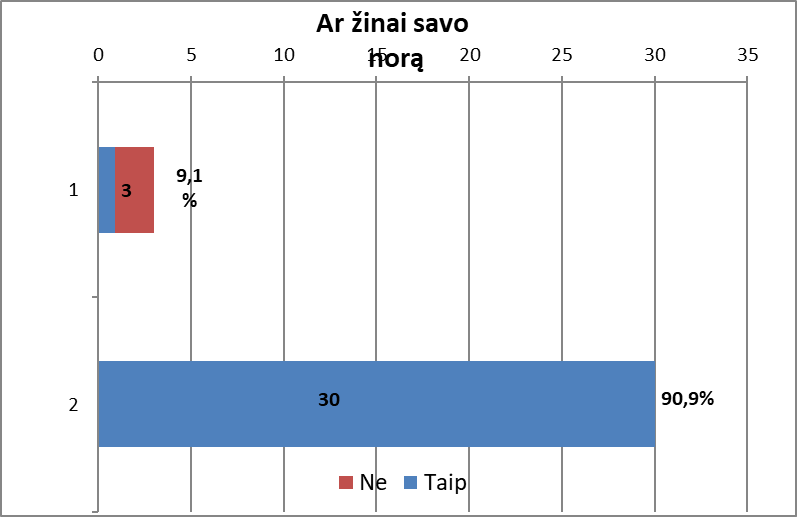 Ar žinai savo
norą
0 5 10 15 20 25 30 35
1 3 9,1
%
2 30 90,9%
Ne Taip